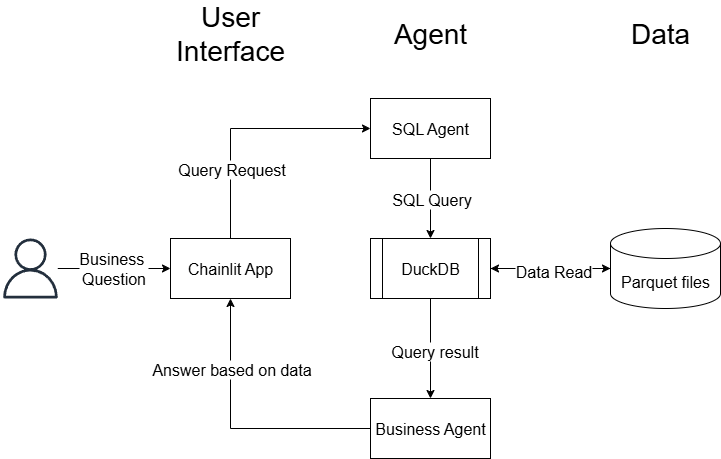 User
Interface
Agent
Data
SQL Agent
Query Request
SQL Query
Business
Question
Chainlit App
DuckDB
Data Read
Parquet files
Query result
Answer based on data
Business Agent